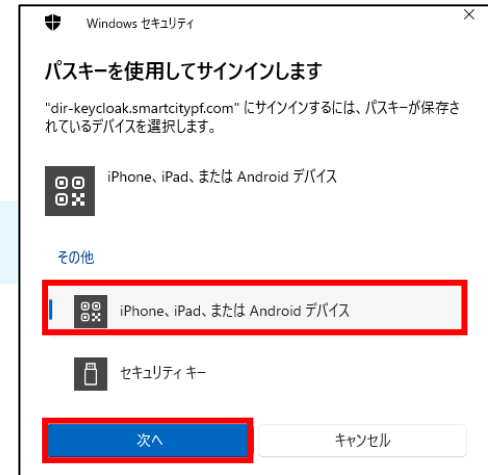 Windows セキュリティ
パスキーを使用してサインインします
"dir-keycloak.smartcitypf.com" にサインインするには、パスキーが保存さ
れているデバイスを選択します。
iPhone、iPad、または Android デバイス
その他
iPhone、iPad、または Android デバイス
セキュリティ キー
次へ
キャンセル